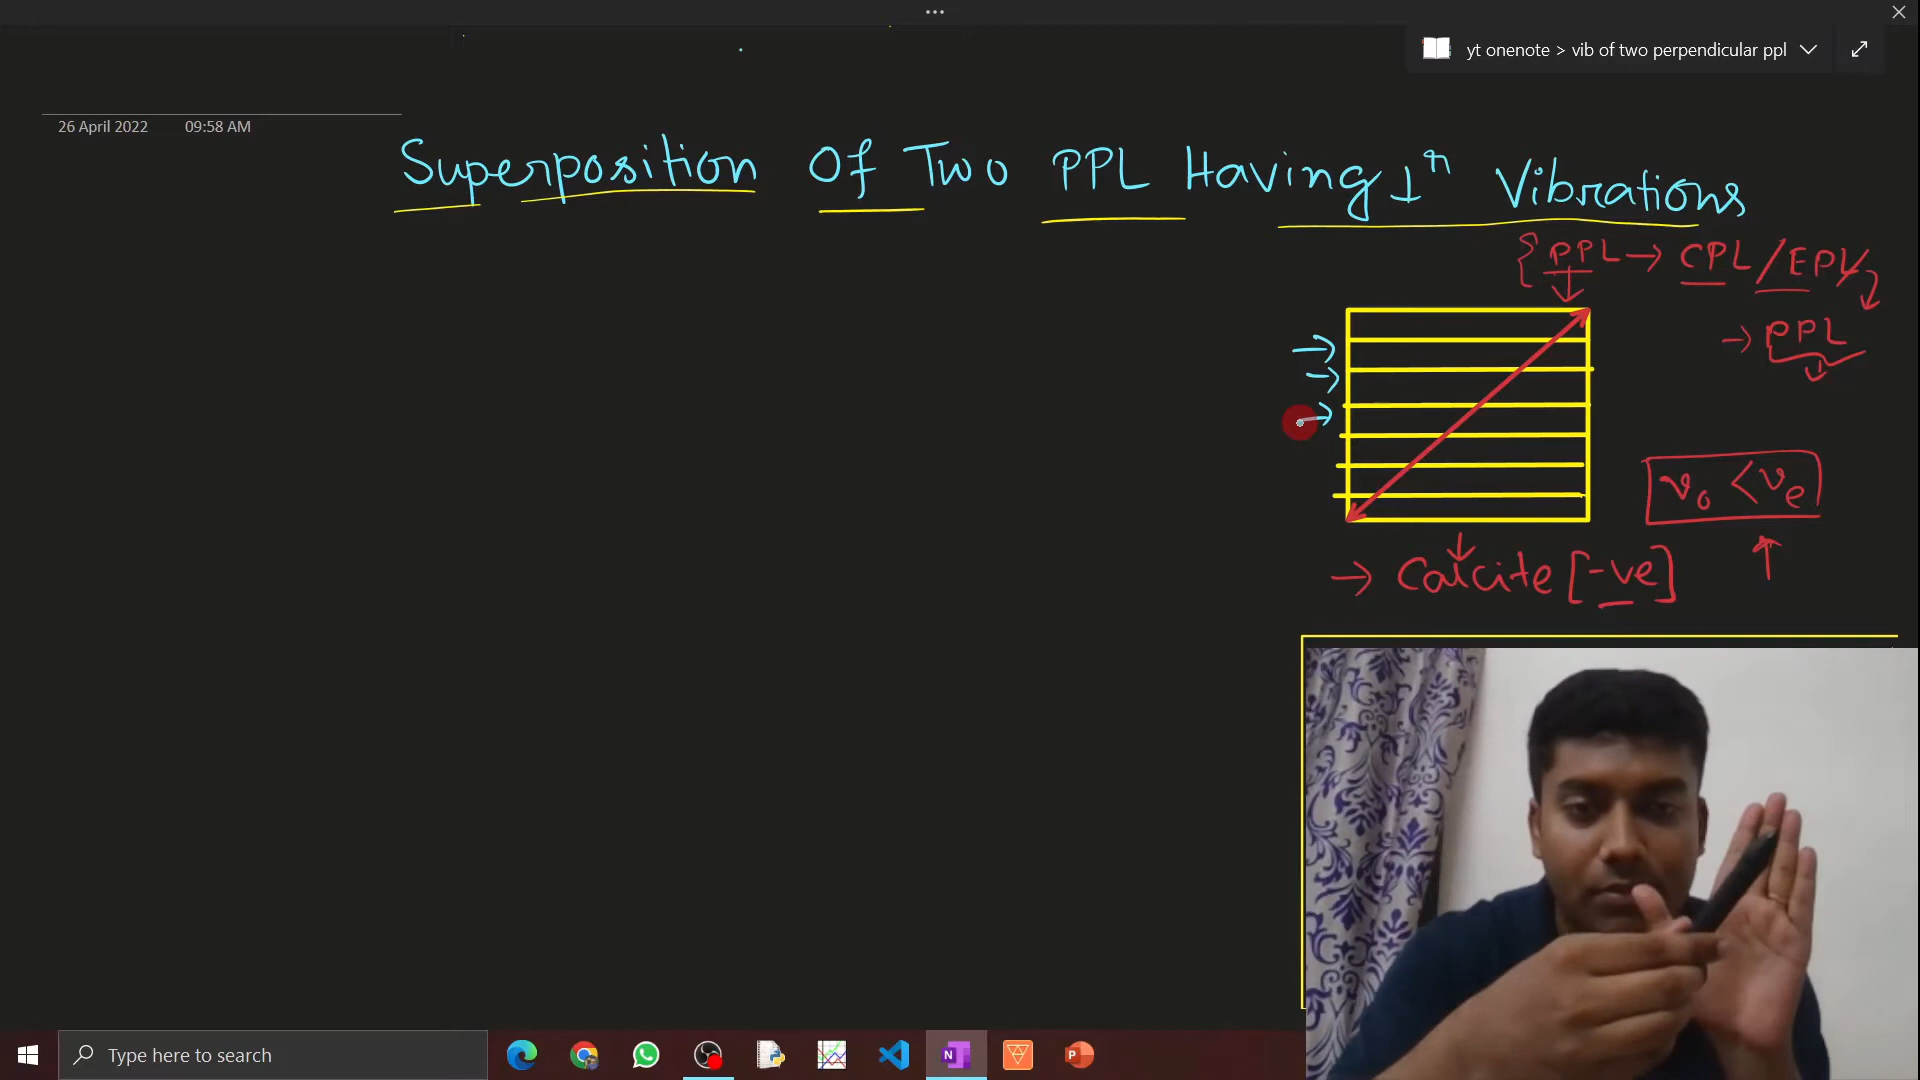 yt onenote > vib of two perpendicular ppl
26 April 2022 09:58 AM
Superposition Of Two PPL Having ⊥ⁿ Vibrations
{ PPL → CPL / EPL
→ PPL
v₀ < vₑ
→ Calcite [-ve]
Type here to search